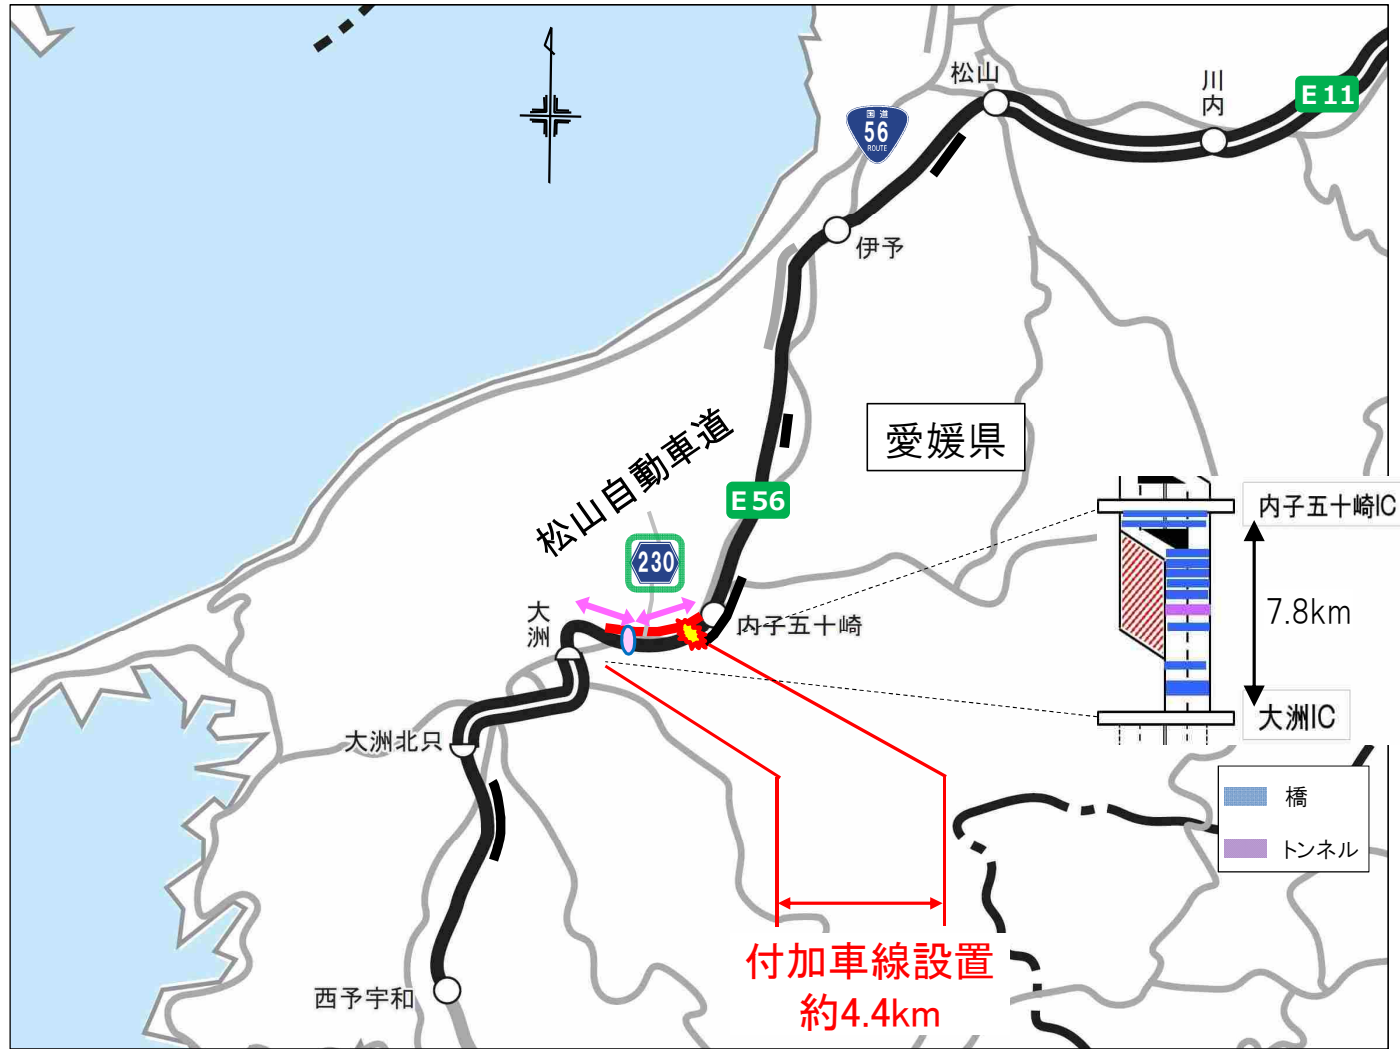 松山
川内
E11
国道
56
ROUTE
伊予
愛媛県
松山自動車道
E56
内子五十崎IC
230
7.8km
大洲
内子五十崎
大洲IC
大洲北只
橋
トンネル
付加車線設置
約4.4km
西予宇和